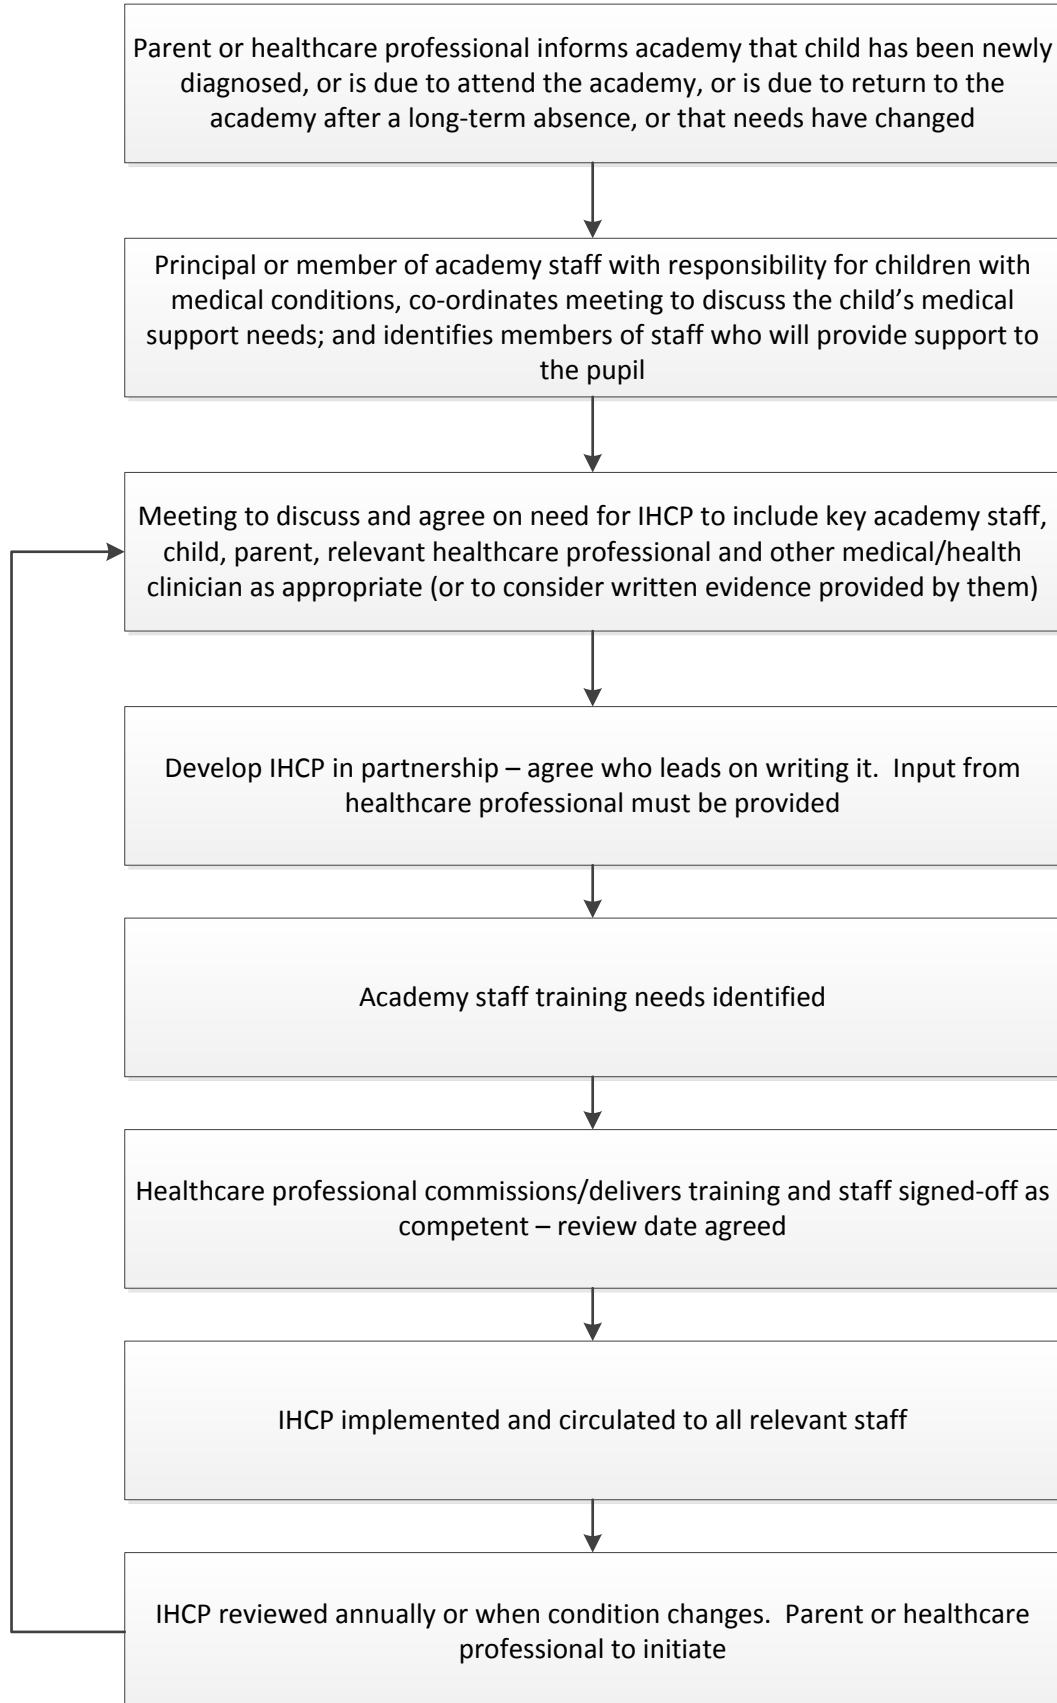 Parent or healthcare professional informs academy that child has been newly
diagnosed, or is due to attend the academy, or is due to return to the
academy after a long-term absence, or that needs have changed
Principal or member of academy staff with responsibility for children with
medical conditions, co-ordinates meeting to discuss the child’s medical
support needs; and identifies members of staff who will provide support to
the pupil
Meeting to discuss and agree on need for IHCP to include key academy staff,
child, parent, relevant healthcare professional and other medical/health
clinician as appropriate (or to consider written evidence provided by them)
Develop IHCP in partnership – agree who leads on writing it.  Input from
healthcare professional must be provided
Academy staff training needs identified
Healthcare professional commissions/delivers training and staff signed-off as
competent – review date agreed
IHCP implemented and circulated to all relevant staff
IHCP reviewed annually or when condition changes.  Parent or healthcare
professional to initiate